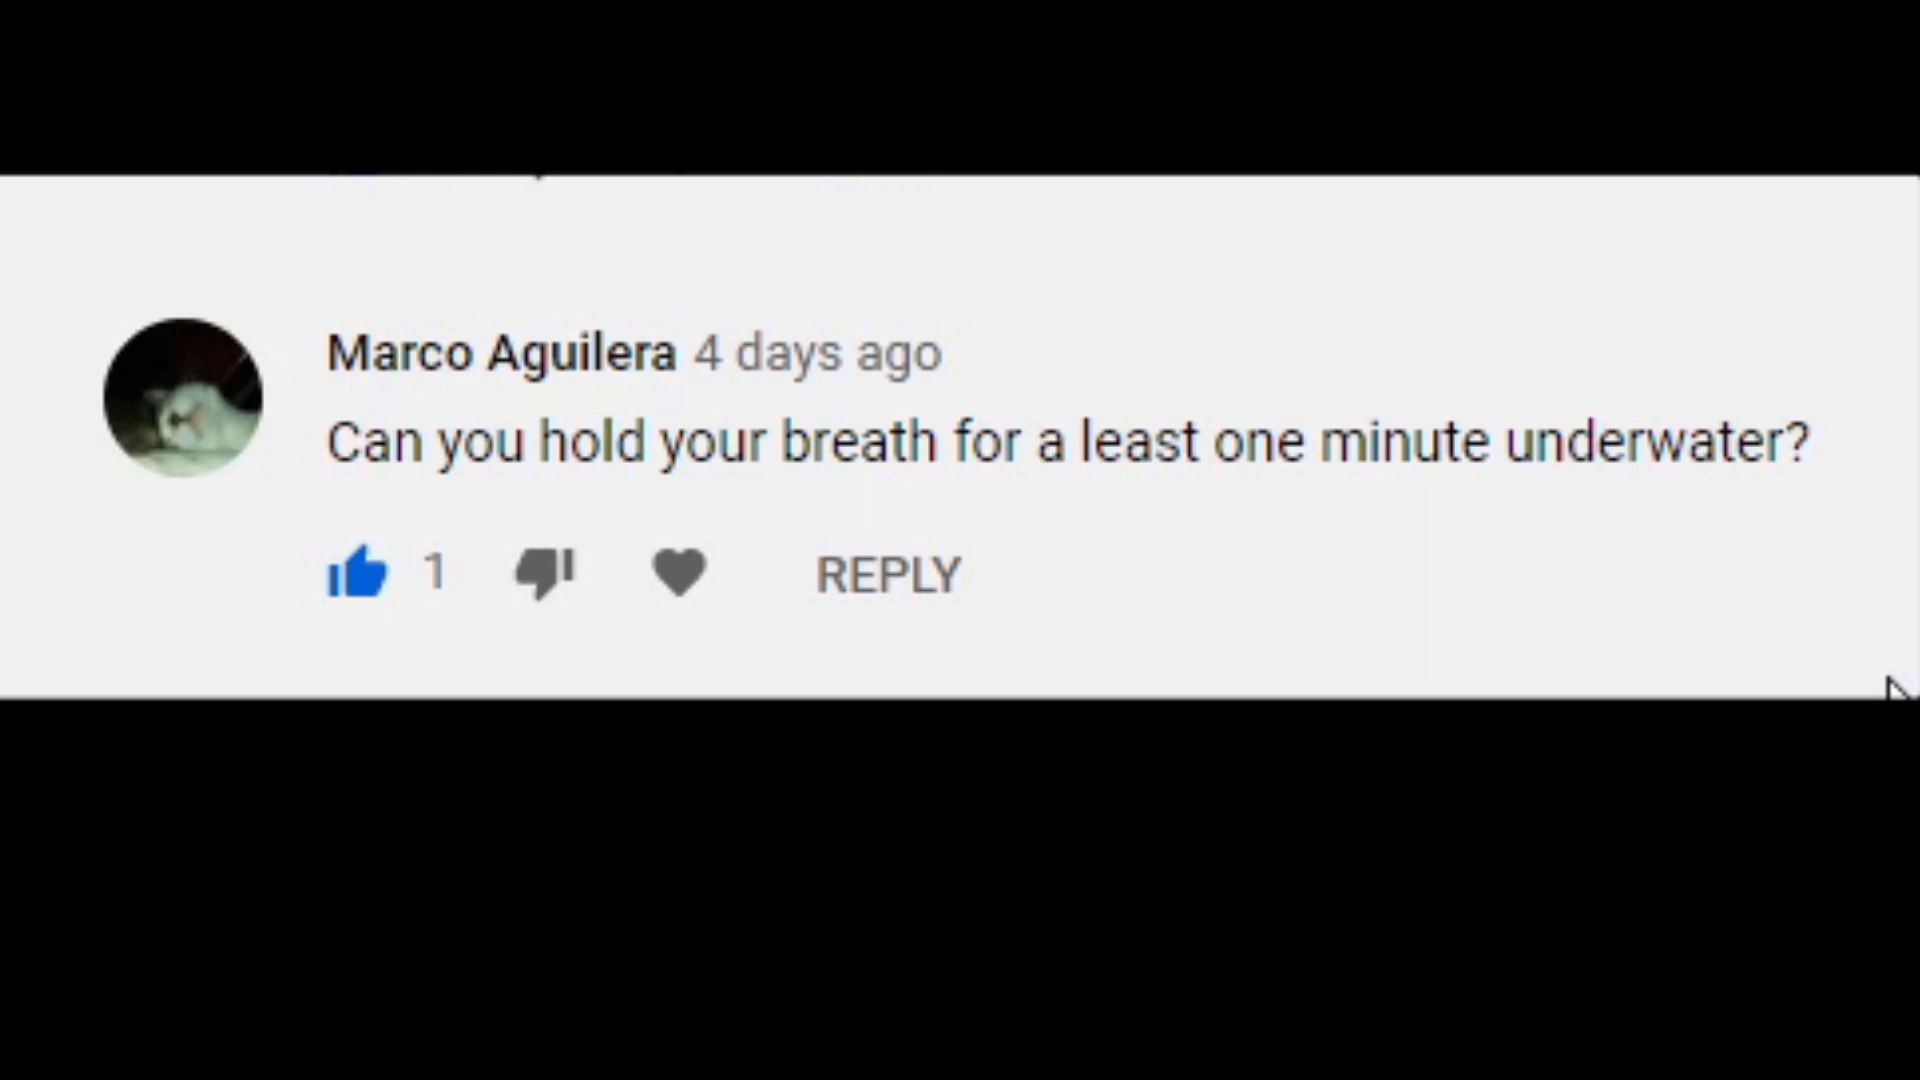 Marco Aguilera 4 days ago
Can you hold your breath for a least one minute underwater?
1 REPLY